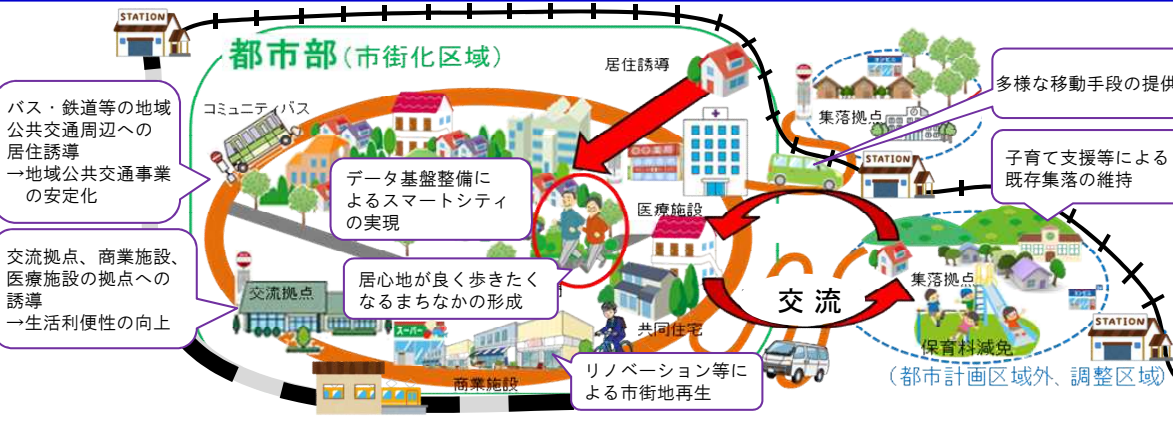 STATION
都市部(市街化区域)
居住誘導
バス・鉄道等の地域
公共交通周辺への
居住誘導
→地域公共交通事業
の安定化
コミュニティバス
多様な移動手段の提供
コンビニ
集落拠点
STATION
子育て支援等による
既存集落の維持
データ基盤整備に
よるスマートシティ
の実現
医療施設
交流拠点、商業施設、
医療施設の拠点への
誘導
→生活利便性の向上
居心地が良く歩きたく
なるまちなかの形成
交流拠点
交流
集落拠点
スーパー
共同住宅
STATION
保育料減免
商業施設
リノベーション等に
よる市街地再生
(都市計画区域外、調整区域)